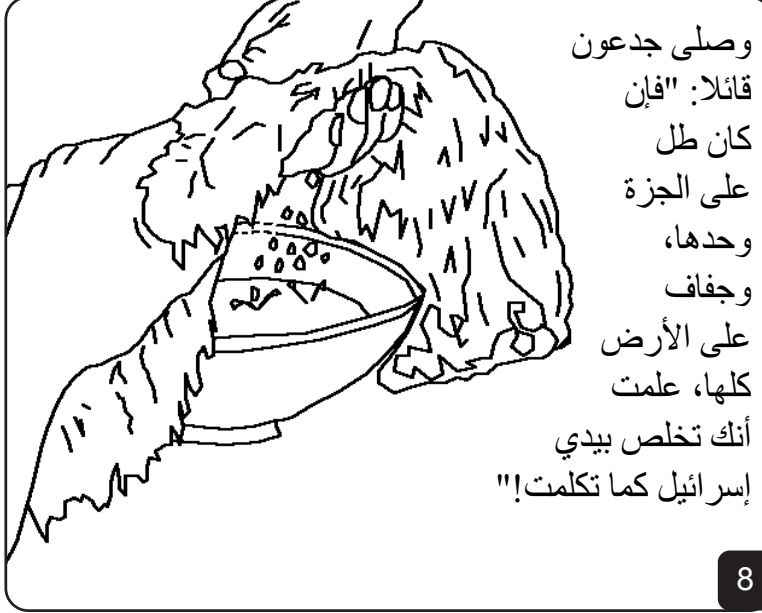 وصلى جدعون
قائلا: "فإن
كان طل
على الجزة
وحدها،
وجفاف
على الأرض
كلها، علمت
أنك تخلص بيدي
إسرائيل كما تكلمت!"
8